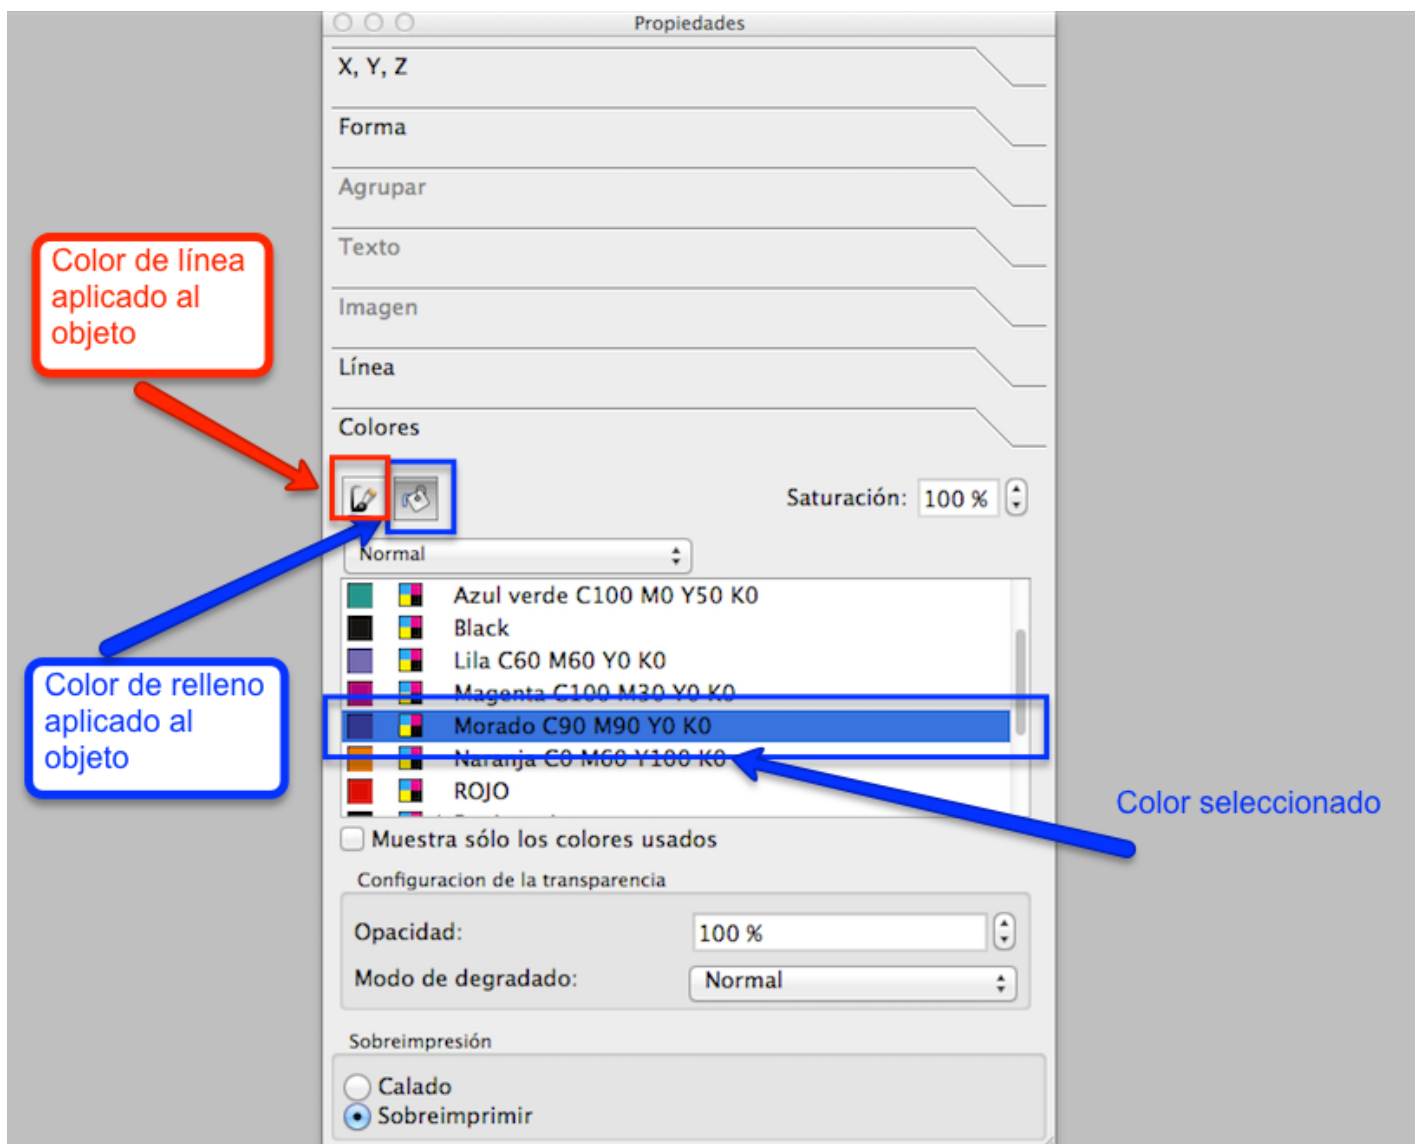 Propiedades
X, Y, Z
Forma
Agrupar
Texto
Imagen
Línea
Colores
Color de línea
aplicado al
objeto
Saturación: 100 %
Normal
Azul verde C100 M0 Y50 K0
Black
Lila C60 M60 Y0 K0
Magenta C100 M30 Y0 K0
Morado C90 M90 Y0 K0
Naranja C0 M60 Y100 K0
ROJO
Color de relleno
aplicado al
objeto
Color seleccionado
Muestra sólo los colores usados
Configuracion de la transparencia
Opacidad: 100 %
Modo de degradado: Normal
Sobreimpresión
Calado
Sobreimprimir